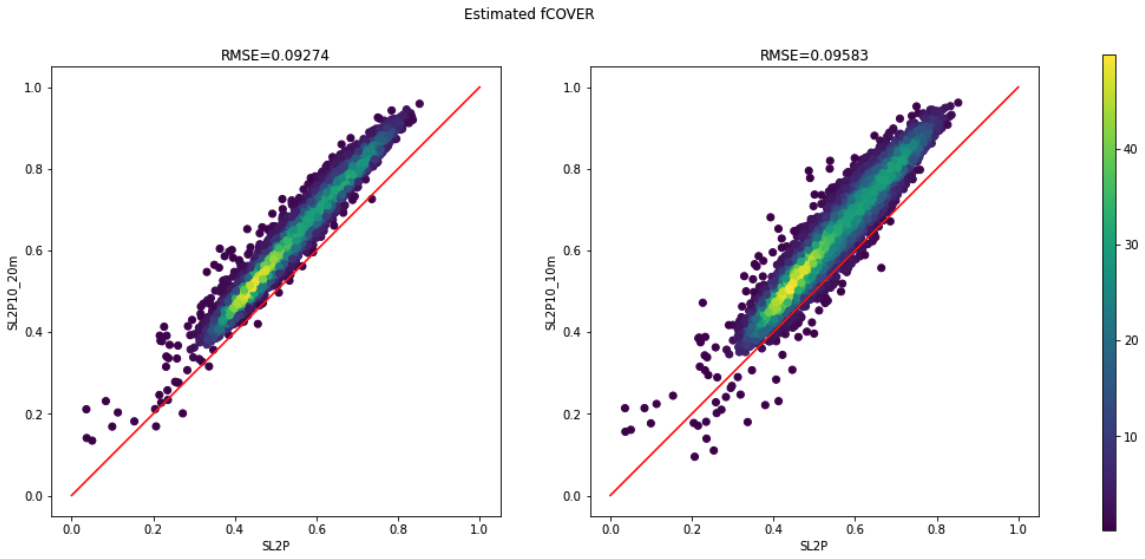 Estimated fCOVER
RMSE=0.09274
RMSE=0.09583
1.0
0.8
0.6
0.4
0.2
0.0
SL2P10_20m
0.0 0.2 0.4 0.6 0.8 1.0
SL2P
1.0
0.8
0.6
0.4
0.2
0.0
SL2P10_10m
0.0 0.2 0.4 0.6 0.8 1.0
SL2P
40
30
20
10